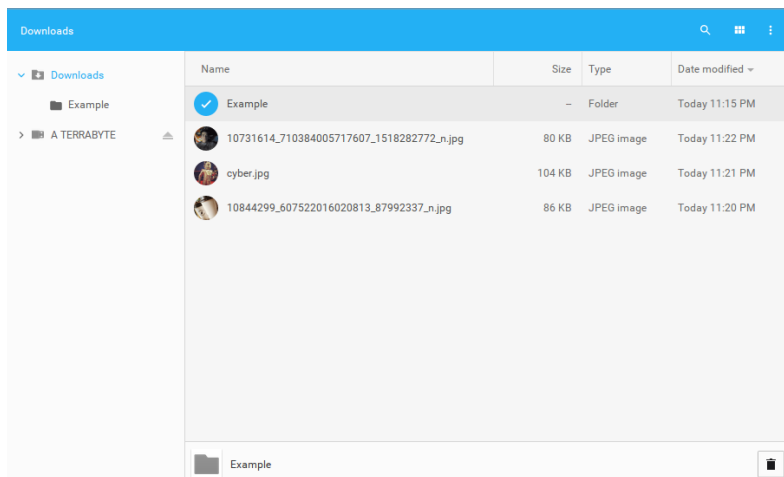 Downloads
Downloads
Example
A TERRABYTE
Name Size Type Date modified
Example -- Folder Today 11:15 PM
10731614_710384005717607_1518282772_n.jpg 80 KB JPEG image Today 11:22 PM
cyber.jpg 104 KB JPEG image Today 11:21 PM
10844299_607522016020813_87992337_n.jpg 86 KB JPEG image Today 11:20 PM
Example